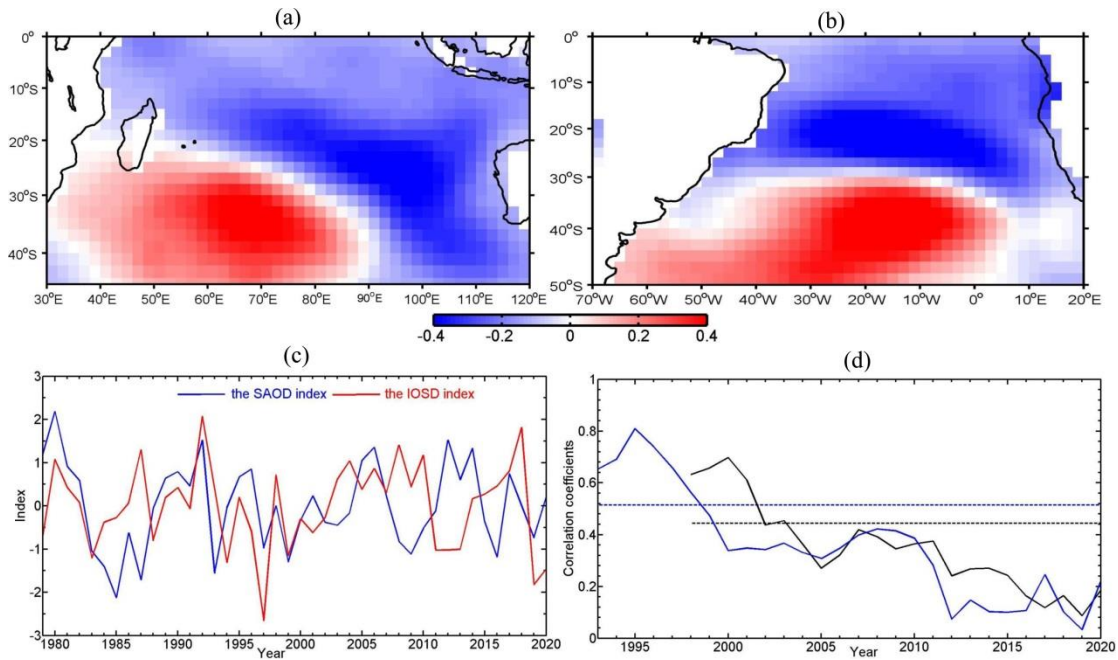 (a)
(b)
0°
10°S
20°S
30°S
40°S
30°E 40°E 50°E 60°E 70°E 80°E 90°E 100°E 110°E 120°E
0°
10°S
20°S
30°S
40°S
50°S
70°W 60°W 50°W 40°W 30°W 20°W 10°W 0° 10°E 20°E
-0.4 -0.2 0 0.2 0.4
(c)
the SAOD index the IOSD index
3
2
1
0
-1
-2
-3
Index
1980 1985 1990 1995 2000 2005 2010 2015 2020
Year
(d)
1
0.8
0.6
0.4
0.2
0
Correlation coefficients
1995 2000 2005 2010 2015 2020
Year